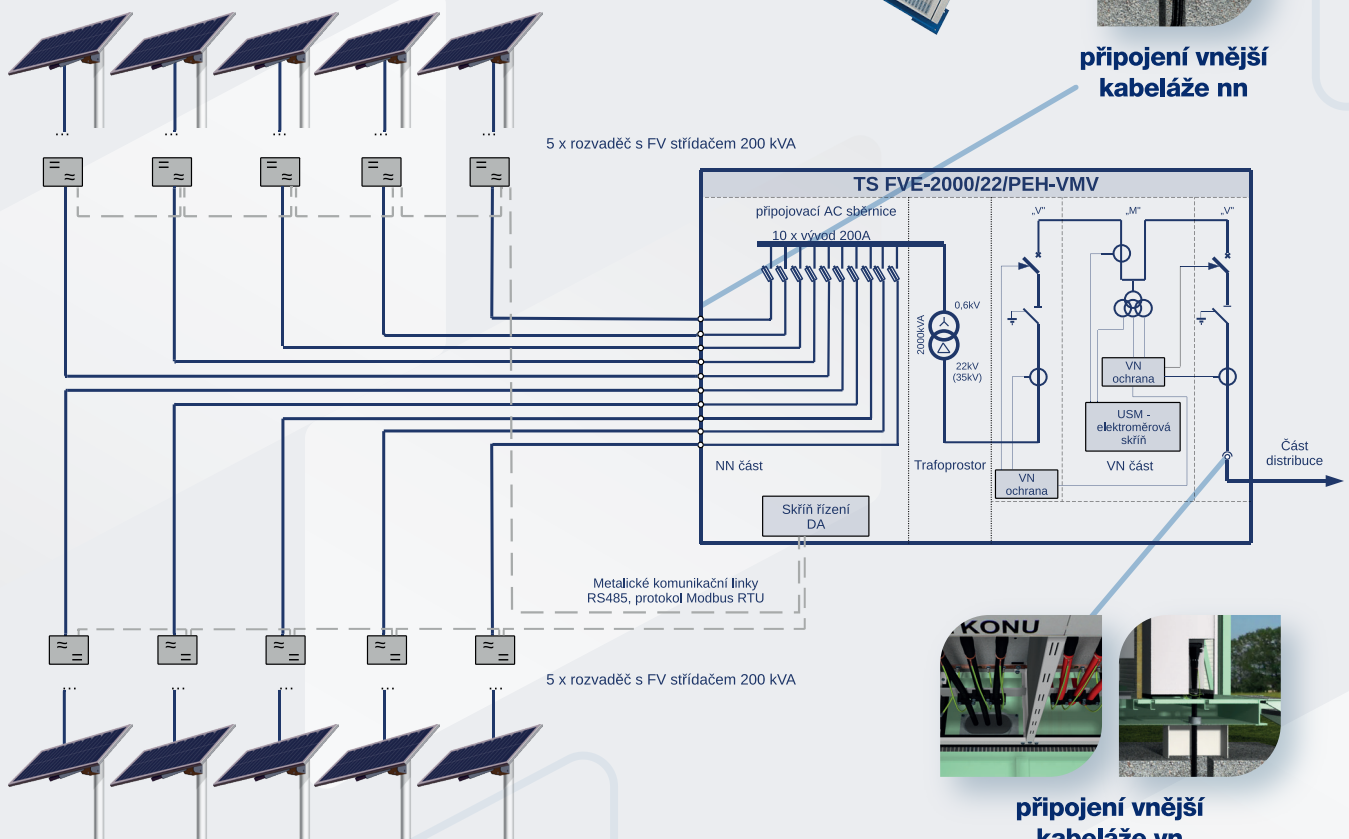 připojení vnější
kabeláže nn
5 x rozvaděč s FV střídačem 200 kVA
TS FVE-2000/22/PEH-VMV
připojovací AC sběrnice
10 x vývod 200A
„V"
„M"
„V"
0,6kV
2000kVA
22kV
(35kV)
VN
ochrana
USM -
elektroměrová
skříň
NN část
Trafoprostor
VN část
VN
ochrana
Část
distribuce
Skříň řízení
DA
Metalické komunikační linky
RS485, protokol Modbus RTU
5 x rozvaděč s FV střídačem 200 kVA
KONU
připojení vnější
kabeláže vn